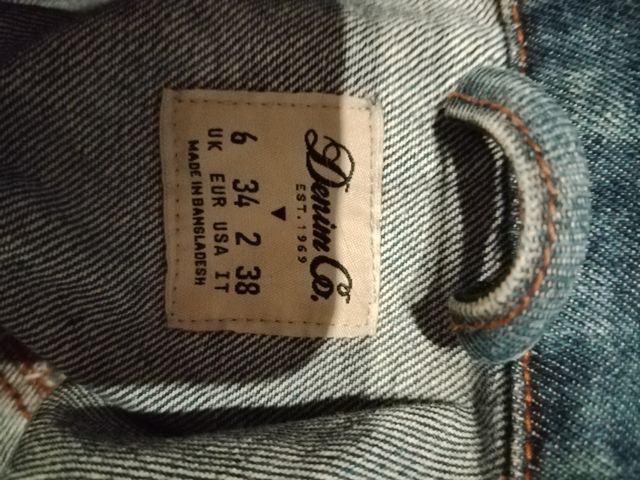 Denim Co.
EST. 1969
6 34 2 38
UK EUR USA IT
MADE IN BANGLADESH